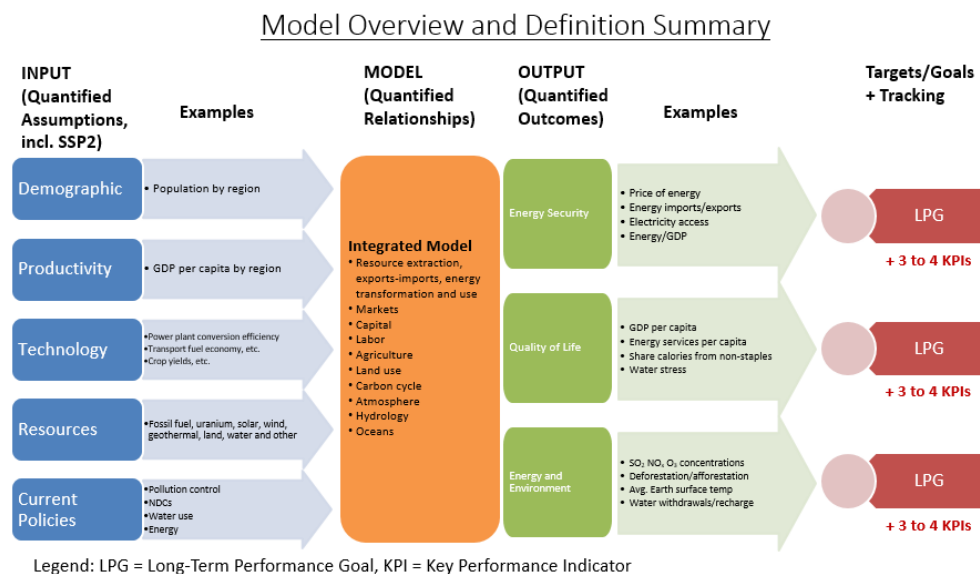 Model Overview and Definition Summary
INPUT
(Quantified
Assumptions,
incl. SSP2)
Examples
MODEL
(Quantified
Relationships)
OUTPUT
(Quantified
Outcomes)
Examples
Targets/Goals
+ Tracking
Demographic
• Population by region
Productivity
• GDP per capita by region
Technology
•Power plant conversion efficiency
•Transport fuel economy, etc.
•Crop yields, etc.
Resources
•Fossil fuel, uranium, solar, wind,
geothermal, land, water and other
Current
Policies
•Pollution control
•NDCs
•Water use
•Energy
Integrated Model
• Resource extraction,
exports-imports, energy
transformation and use
• Markets
• Capital
• Labor
• Agriculture
• Land use
• Carbon cycle
• Atmosphere
• Hydrology
• Oceans
Energy Security
• Price of energy
• Energy imports/exports
• Electricity access
• Energy/GDP
LPG
+ 3 to 4 KPIs
Quality of Life
• GDP per capita
• Energy services per capita
• Share calories from non-staples
• Water stress
LPG
+ 3 to 4 KPIs
Energy and
Environment
• SO₂ NOₓ O₃ concentrations
• Deforestation/afforestation
• Avg. Earth surface temp
• Water withdrawals/recharge
LPG
+ 3 to 4 KPIs
Legend: LPG = Long-Term Performance Goal, KPI = Key Performance Indicator